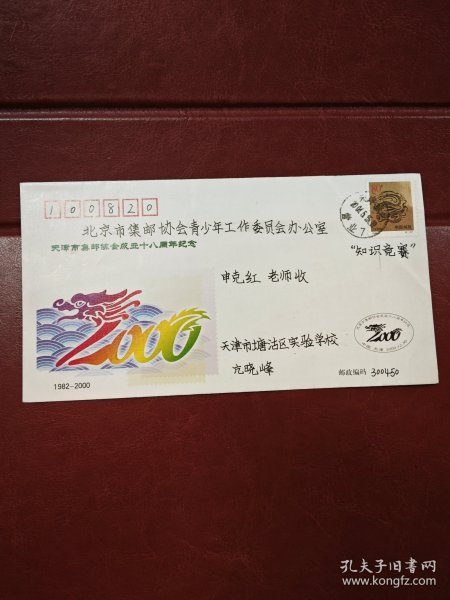 100820
北京市集邮协会青少年工作委员会办公室
天津市集邮协会成立十八周年纪念
"知识竞赛"
申克红 老师收
2000
2000
天津市塘沽区实验学校
亢晓峰
1982-2000
邮政编码 300450
孔夫子旧书网
www.kongfz.com